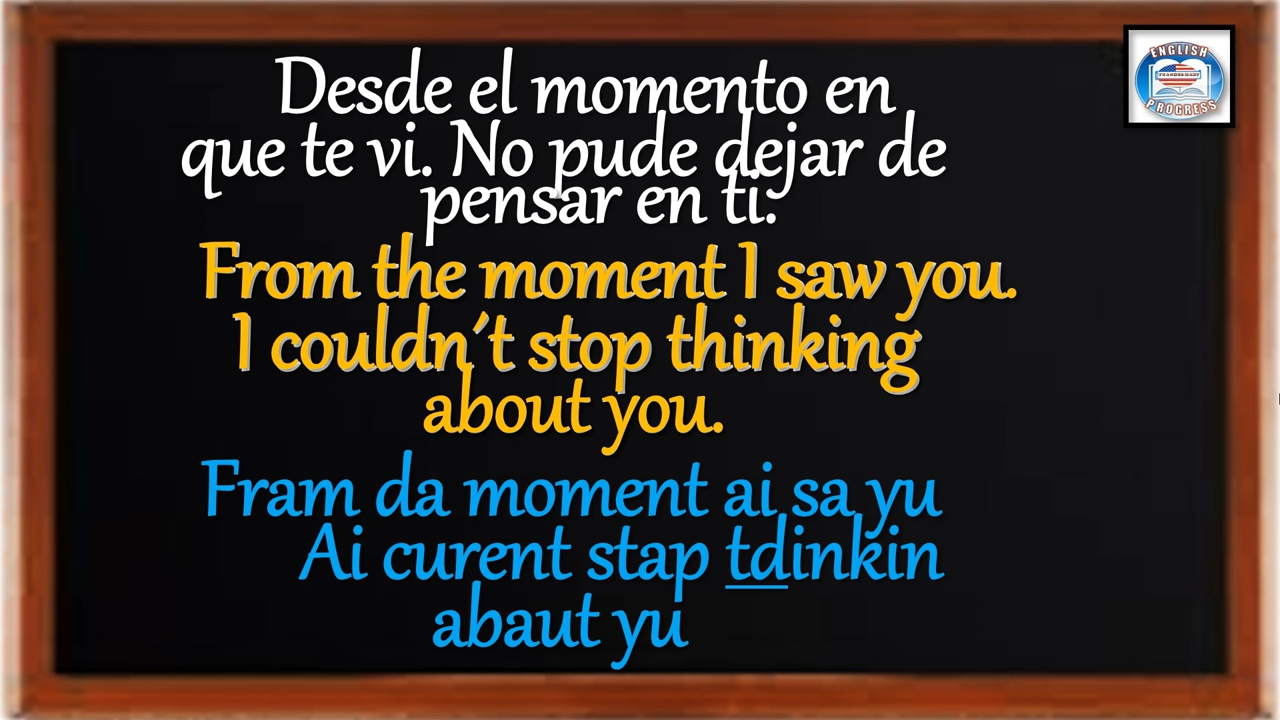 Desde el momento en
que te vi. No pude dejar de
pensar en ti:
From the moment I saw you.
I couldn´t stop thinking
about you.
Fram da moment ai sa yu
Ai curent stap tdinkin
abaut yu
ENGLISH
PROGRESS